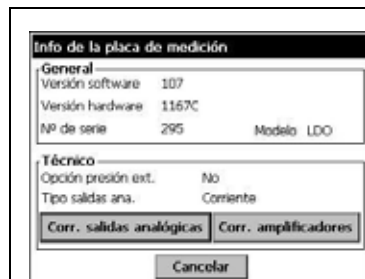 Info de la placa de medición
General
Versión software 107
Versión hardware 1167C
Nº de serie 295 Modelo LDO
Técnico
Opción presión ext. No
Tipo salidas ana. Corriente
Corr. salidas analógicas Corr. amplificadores
Cancelar